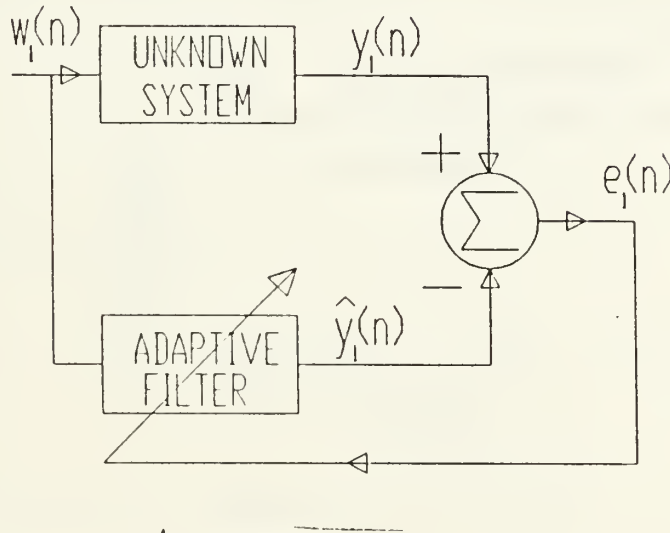 w₁(n)
UNKNOWN
SYSTEM
y₁(n)
+
Σ
e₁(n)
−
ADAPTIVE
FILTER
ŷ₁(n)